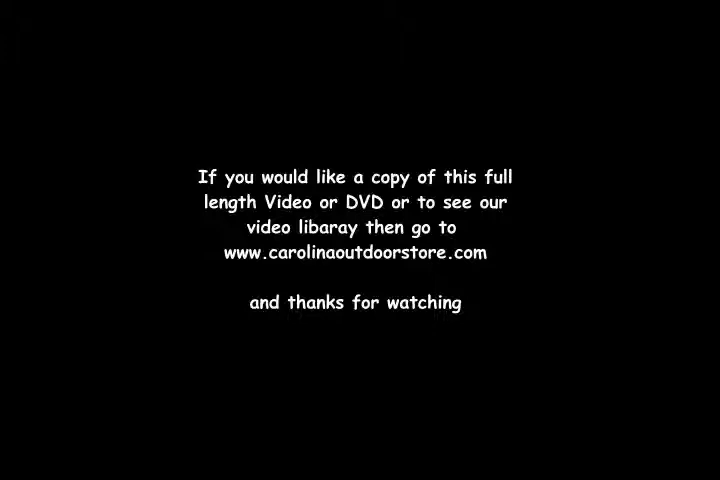 If you would like a copy of this full
length Video or DVD or to see our
video libaray then go to
www.carolinaoutdoorstore.com
and thanks for watching